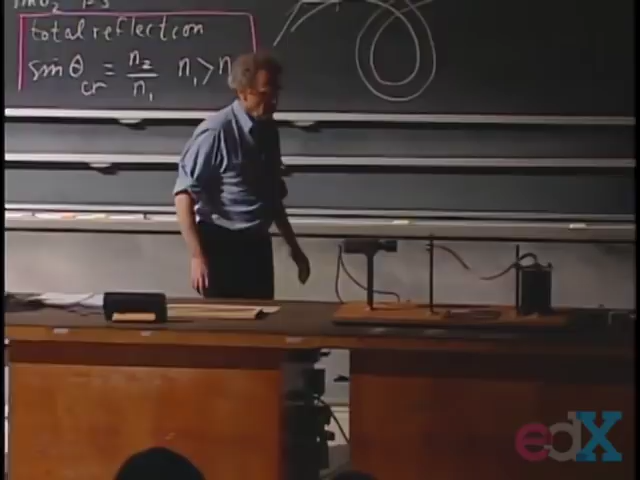 total reflection
sin θcr = n2/n1 n1>n
edX